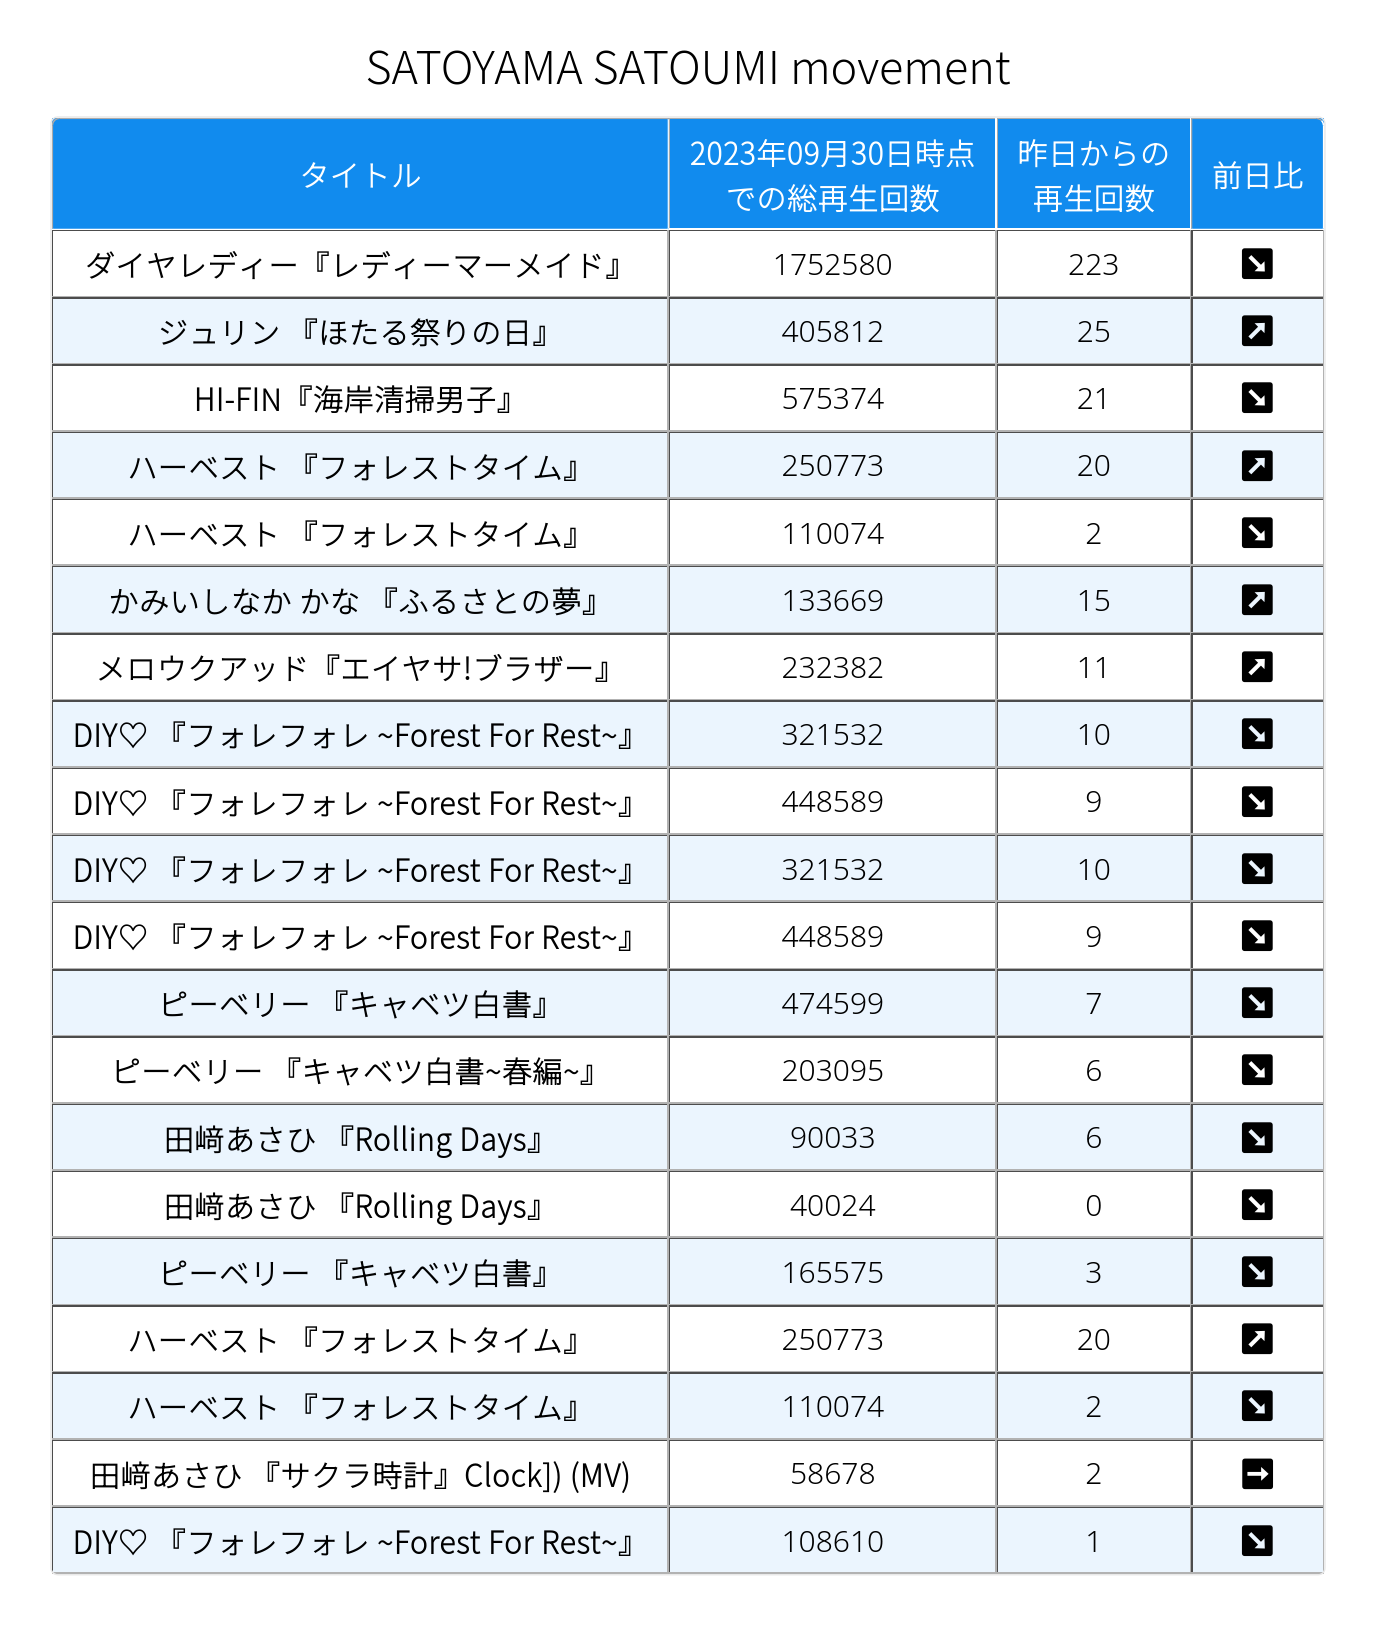 SATOYAMA SATOUMI movement
タイトル 2023年09月30日時点での総再生回数 昨日からの再生回数 前日比
ダイヤレディー『レディーマーメイド』 1752580 223 ↘
ジュリン 『ほたる祭りの日』 405812 25 ↗
HI-FIN『海岸清掃男子』 575374 21 ↘
ハーベスト 『フォレストタイム』 250773 20 ↗
ハーベスト 『フォレストタイム』 110074 2 ↘
かみいしなか かな 『ふるさとの夢』 133669 15 ↗
メロウクアッド『エイヤサ!ブラザー』 232382 11 ↗
DIY♡ 『フォレフォレ ~Forest For Rest~』 321532 10 ↘
DIY♡ 『フォレフォレ ~Forest For Rest~』 448589 9 ↘
DIY♡ 『フォレフォレ ~Forest For Rest~』 321532 10 ↘
DIY♡ 『フォレフォレ ~Forest For Rest~』 448589 9 ↘
ピーベリー 『キャベツ白書』 474599 7 ↘
ピーベリー 『キャベツ白書~春編~』 203095 6 ↘
田﨑あさひ 『Rolling Days』 90033 6 ↘
田﨑あさひ 『Rolling Days』 40024 0 ↘
ピーベリー 『キャベツ白書』 165575 3 ↘
ハーベスト 『フォレストタイム』 250773 20 ↗
ハーベスト 『フォレストタイム』 110074 2 ↘
田﨑あさひ 『サクラ時計』Clock]) (MV) 58678 2 →
DIY♡ 『フォレフォレ ~Forest For Rest~』 108610 1 ↘